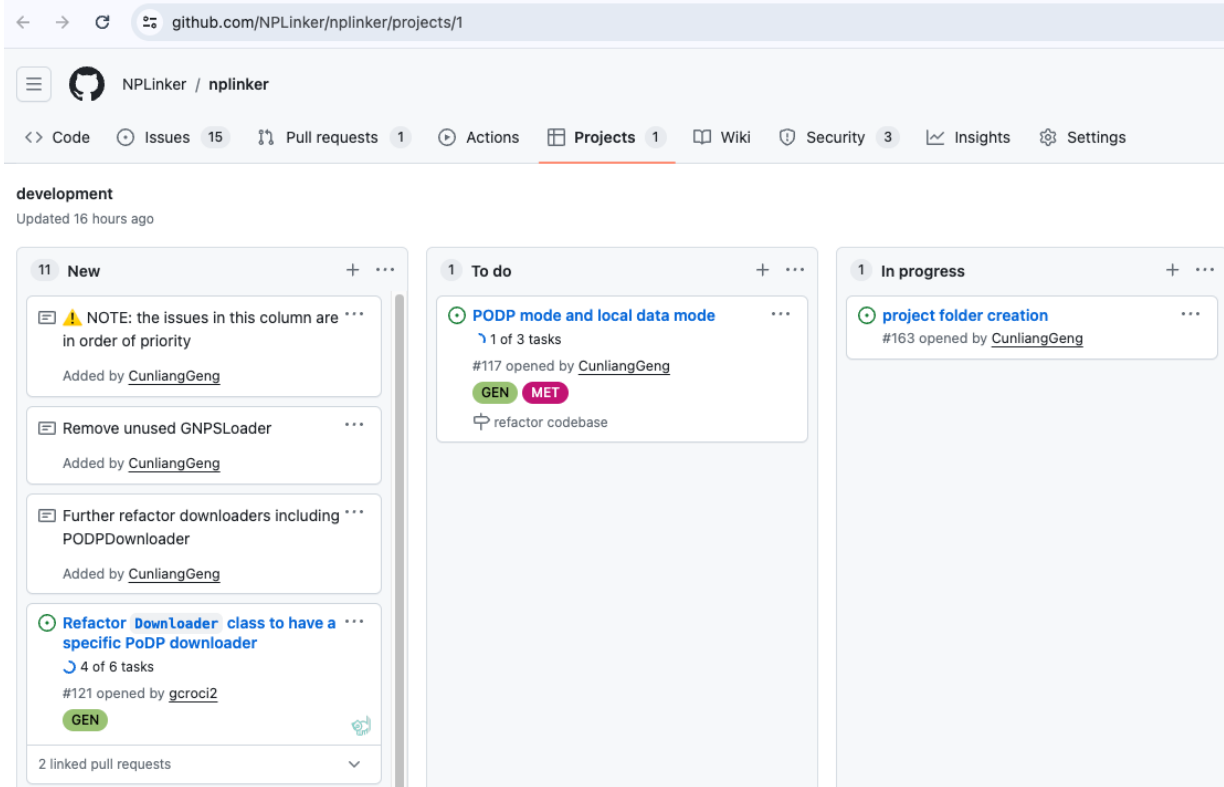 github.com/NPLinker/nplinker/projects/1
NPLinker / nplinker
Code Issues 15 Pull requests 1 Actions Projects 1 Wiki Security 3 Insights Settings
development
Updated 16 hours ago
11 New
NOTE: the issues in this column are
in order of priority
Added by CunliangGeng
Remove unused GNPSLoader
Added by CunliangGeng
Further refactor downloaders including
PODPDownloader
Added by CunliangGeng
Refactor Downloader class to have a
specific PoDP downloader
4 of 6 tasks
#121 opened by gcroci2
GEN
2 linked pull requests
1 To do
PODP mode and local data mode
1 of 3 tasks
#117 opened by CunliangGeng
GEN MET
refactor codebase
1 In progress
project folder creation
#163 opened by CunliangGeng